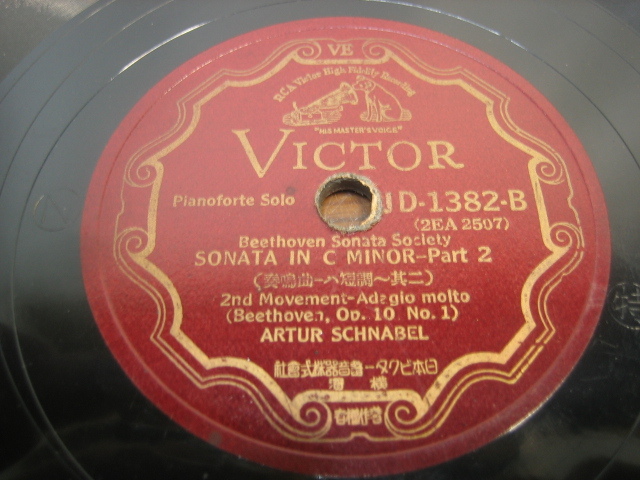 VE
RCA Victor High Fidelity Recording
"HIS MASTER'S VOICE"
VICTOR
Pianoforte Solo
JD-1382-B
(2EA 2507)
Beethoven Sonata Society
SONATA IN C MINOR-Part 2
(二其〜調短ハ-曲鳴奏)
2nd Movement-Adagio molto
(Beethoven, Op. 10, No. 1)
ARTUR SCHNABEL
社會式株器音蓄ータクビ本日
濱横
特